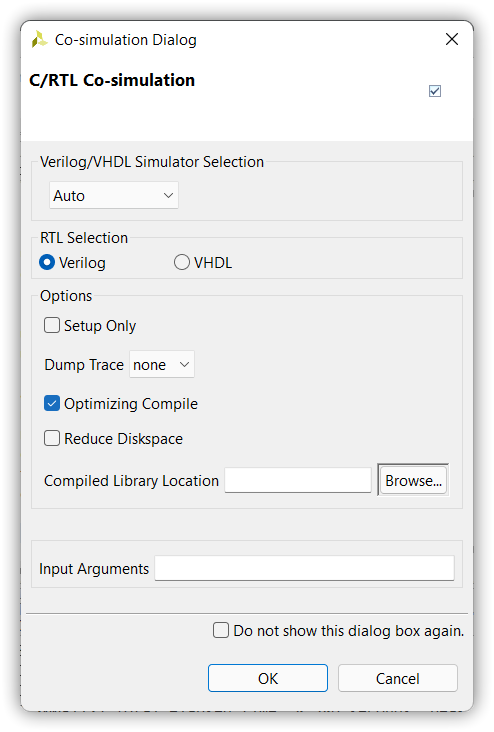 Co-simulation Dialog
C/RTL Co-simulation
Verilog/VHDL Simulator Selection
Auto
RTL Selection
Verilog VHDL
Options
Setup Only
Dump Trace none
Optimizing Compile
Reduce Diskspace
Compiled Library Location Browse...
Input Arguments
Do not show this dialog box again.
OK Cancel